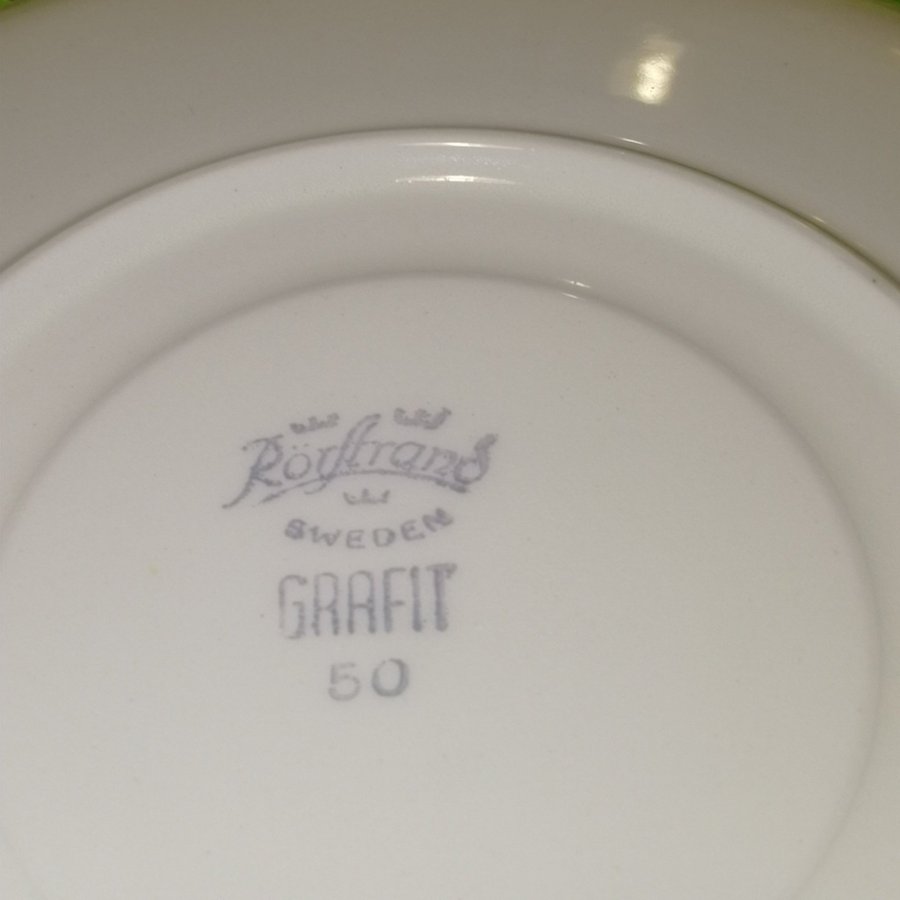 Rörstrand
SWEDEN
GRAFIT
50